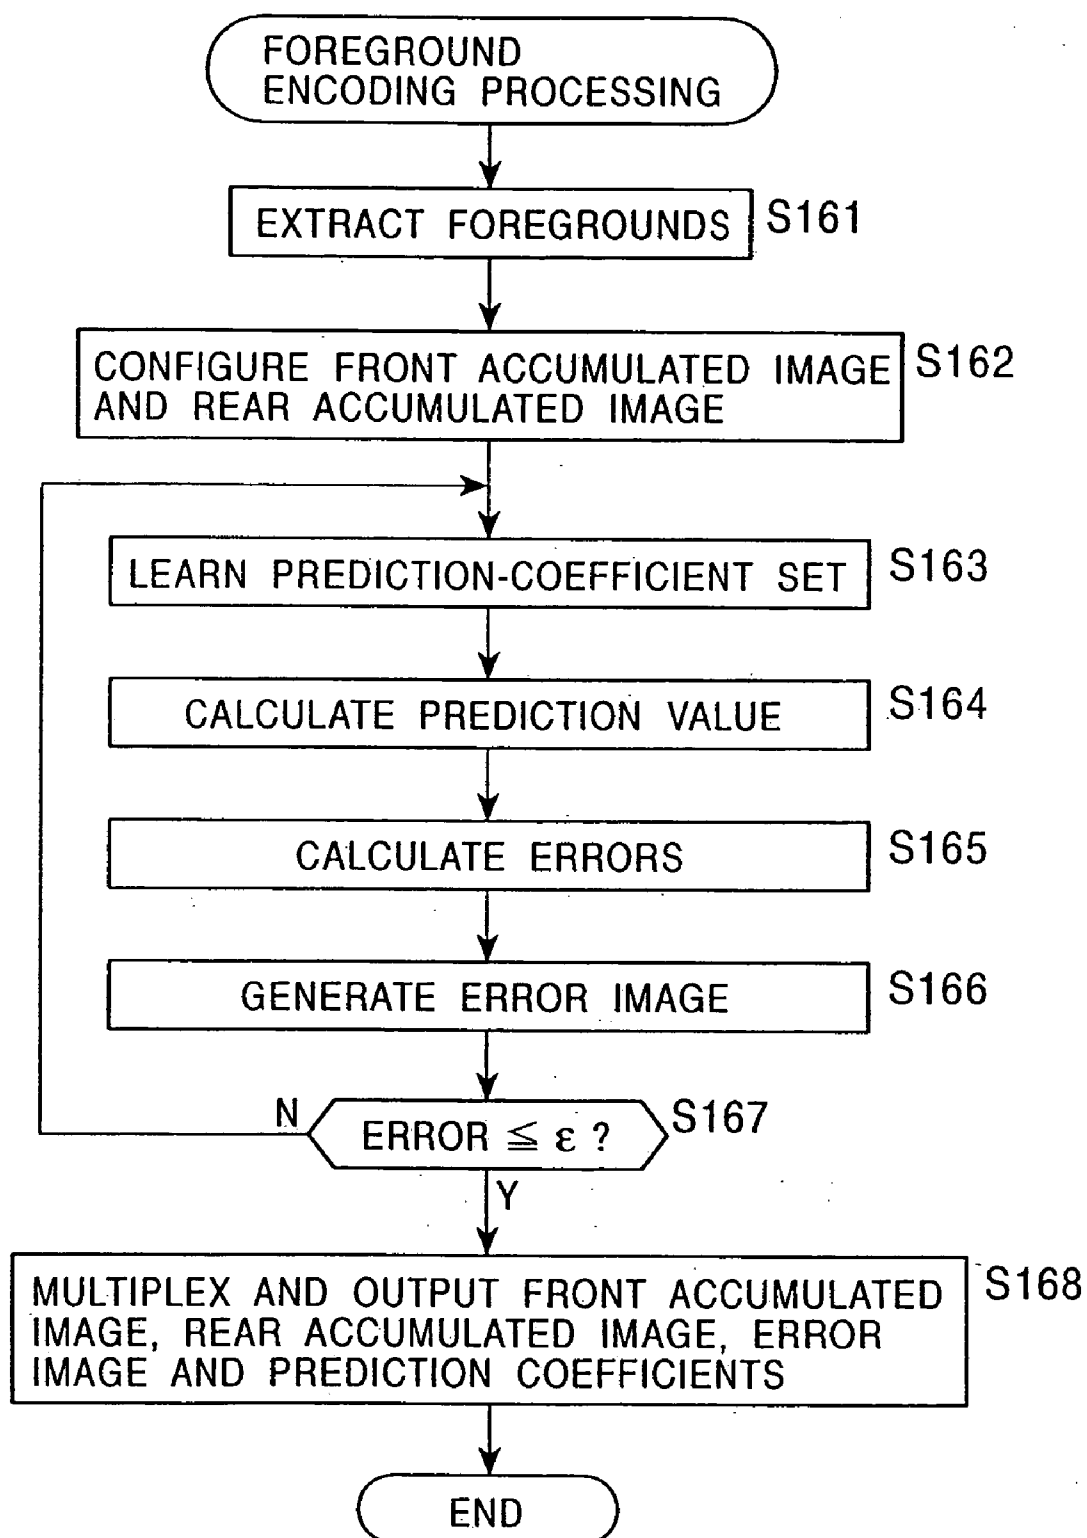 FOREGROUND
ENCODING PROCESSING
EXTRACT FOREGROUNDS
S161
CONFIGURE FRONT ACCUMULATED IMAGE
AND REAR ACCUMULATED IMAGE
S162
LEARN PREDICTION-COEFFICIENT SET
S163
CALCULATE PREDICTION VALUE
S164
CALCULATE ERRORS
S165
GENERATE ERROR IMAGE
S166
N
ERROR ≦ ε ?
S167
Y
MULTIPLEX AND OUTPUT FRONT ACCUMULATED
IMAGE, REAR ACCUMULATED IMAGE, ERROR
IMAGE AND PREDICTION COEFFICIENTS
S168
END